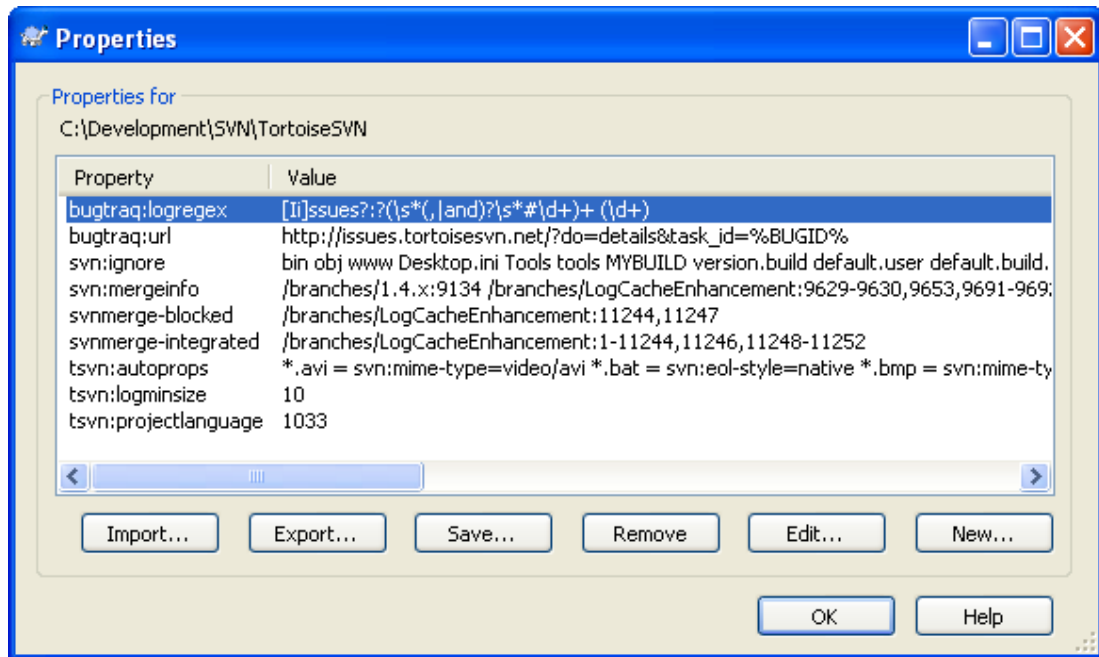 Properties
Properties for
C:\Development\SVN\TortoiseSVN
Property Value
bugtraq:logregex [Ii]ssues?:?(\s*(,|and)?\s*#\d+)+ (\d+)
bugtraq:url http://issues.tortoisesvn.net/?do=details&task_id=%BUGID%
svn:ignore bin obj www Desktop.ini Tools tools MYBUILD version.build default.user default.build.
svn:mergeinfo /branches/1.4.x:9134 /branches/LogCacheEnhancement:9629-9630,9653,9691-969
svnmerge-blocked /branches/LogCacheEnhancement:11244,11247
svnmerge-integrated /branches/LogCacheEnhancement:1-11244,11246,11248-11252
tsvn:autoprops *.avi = svn:mime-type=video/avi *.bat = svn:eol-style=native *.bmp = svn:mime-ty
tsvn:logminsize 10
tsvn:projectlanguage 1033
Import... Export... Save... Remove Edit... New...
OK Help